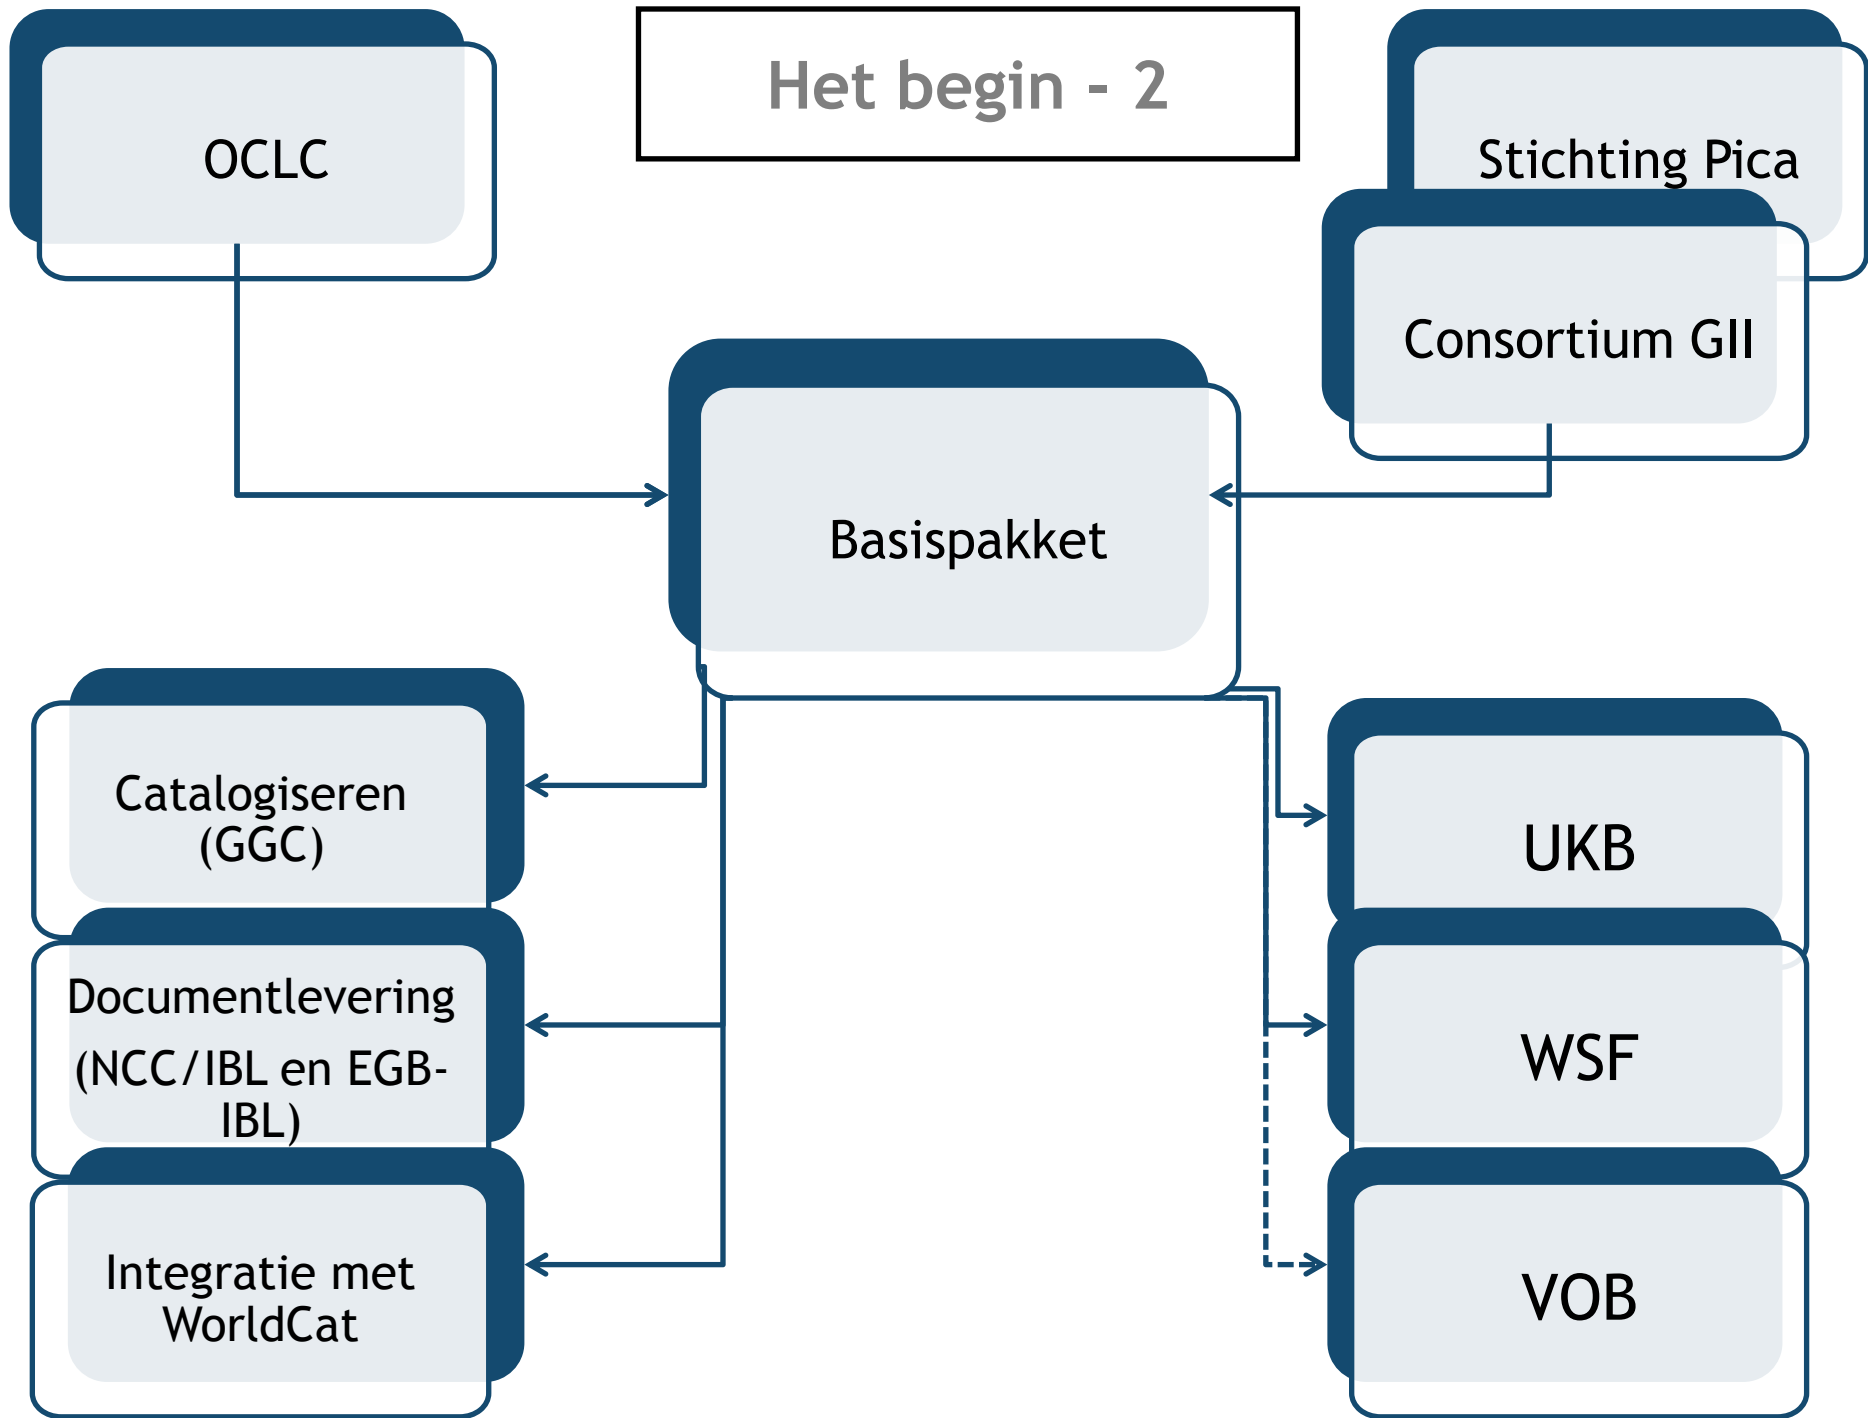 Het begin - 2
OCLC
Stichting Pica
Consortium GII
Basispakket
Catalogiseren
(GGC)
Documentlevering
(NCC/IBL en EGB-
IBL)
Integratie met
WorldCat
UKB
WSF
VOB